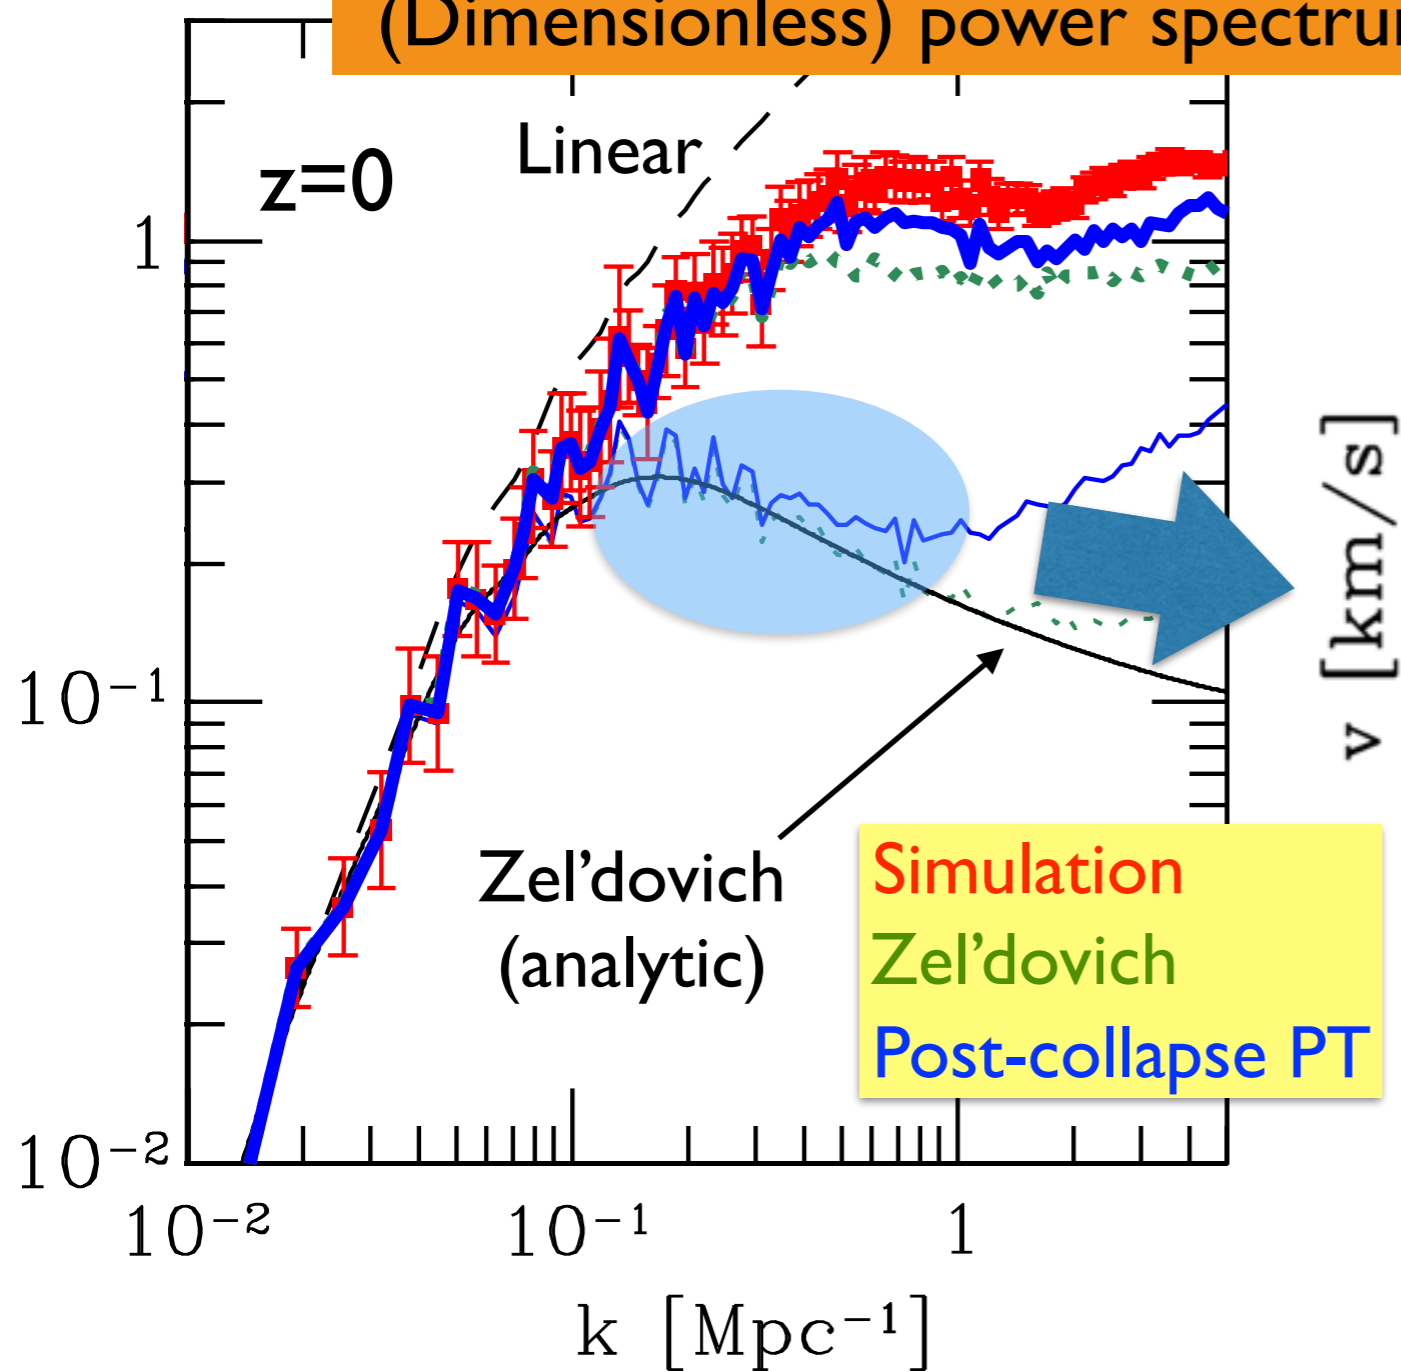 (Dimensionless) power
z=0
Linear
1
10⁻¹
10⁻²
Zel’dovich
(analytic)
Simulation
Zel’dovich
Post-collapse PT
10⁻²
10⁻¹
1
k [Mpc⁻¹]
v [km/s]